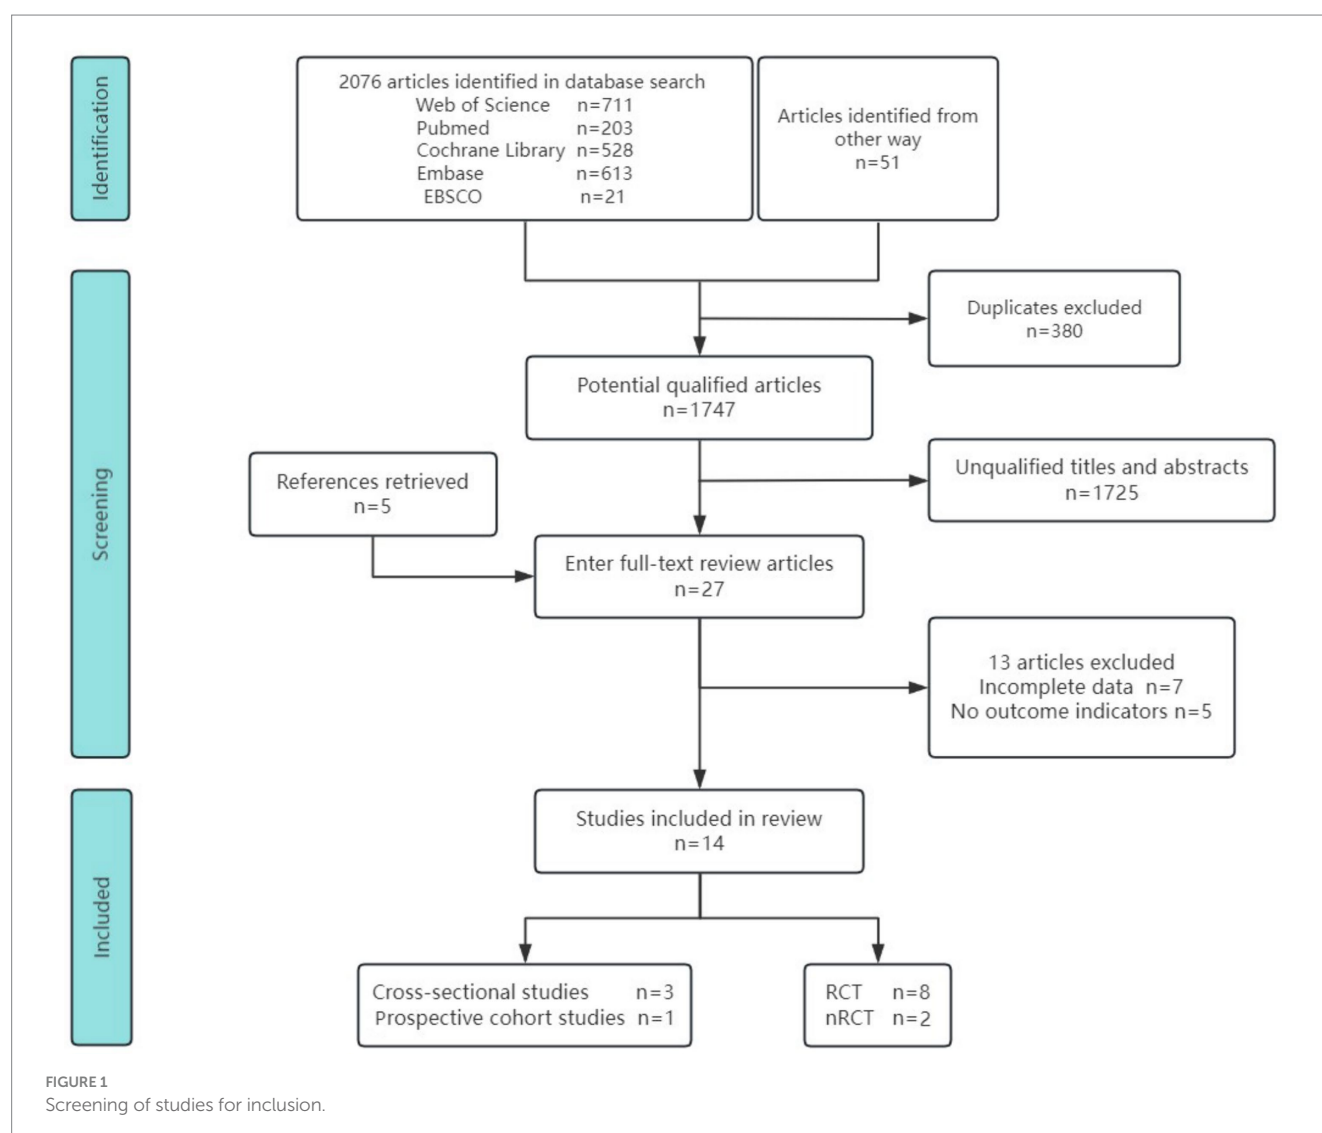 Identification
2076 articles identified in database search
Web of Science n=711
Pubmed n=203
Cochrane Library n=528
Embase n=613
EBSCO n=21
Articles identified from
other way
n=51
Screening
Duplicates excluded
n=380
Potential qualified articles
n=1747
Unqualified titles and abstracts
n=1725
References retrieved
n=5
Enter full-text review articles
n=27
13 articles excluded
Incomplete data n=7
No outcome indicators n=5
Included
Studies included in review
n=14
Cross-sectional studies n=3
Prospective cohort studies n=1
RCT n=8
nRCT n=2
FIGURE 1
Screening of studies for inclusion.